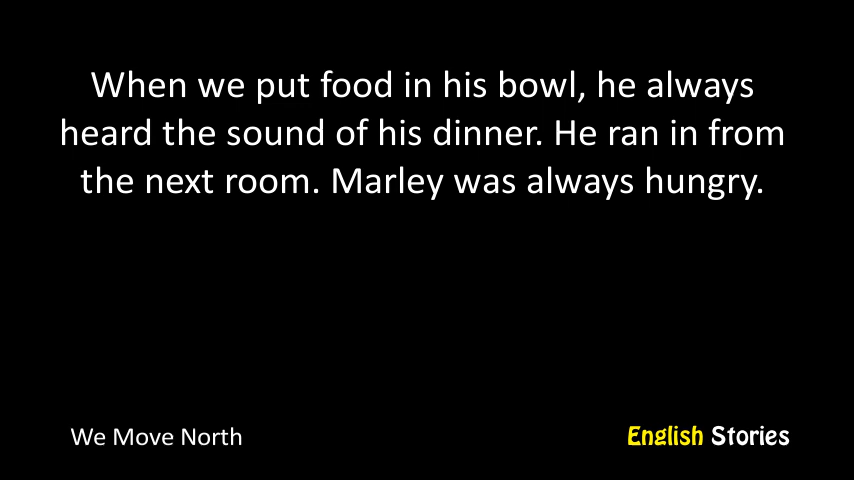 When we put food in his bowl, he always
heard the sound of his dinner. He ran in from
the next room. Marley was always hungry.
We Move North
English Stories